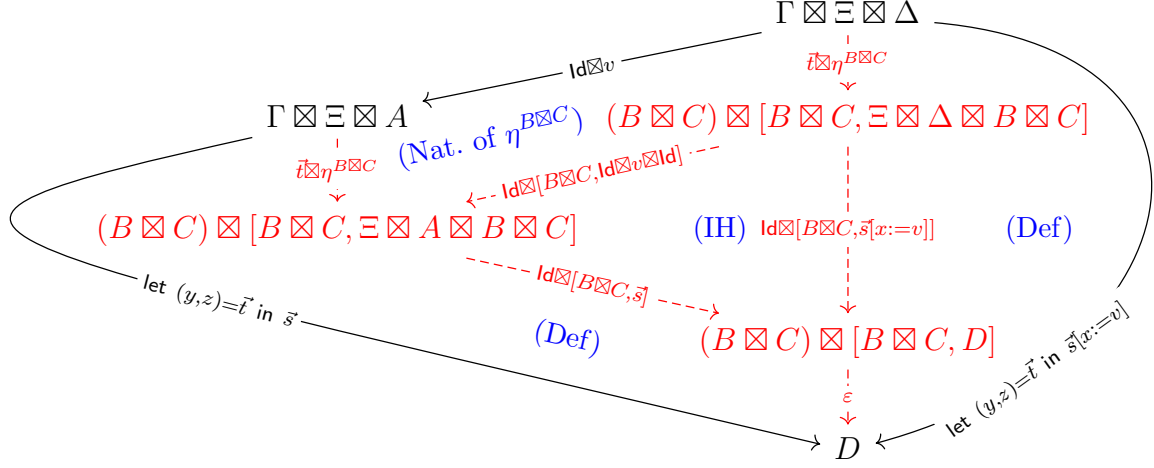 Γ ⊠ Ξ ⊠ Δ
Id⊠v
t⃗⊠η^{B⊠C}
Γ ⊠ Ξ ⊠ A
(Nat. of η^{B⊠C})
(B ⊠ C) ⊠ [B ⊠ C, Ξ ⊠ Δ ⊠ B ⊠ C]
t⃗⊠η^{B⊠C}
Id⊠[B⊠C,Id⊠v⊠Id]
(B ⊠ C) ⊠ [B ⊠ C, Ξ ⊠ A ⊠ B ⊠ C]
(IH)
Id⊠[B⊠C,s⃗[x:=v]]
(Def)
Id⊠[B⊠C,s⃗]
let (y,z)=t⃗ in s⃗
(Def)
(B ⊠ C) ⊠ [B ⊠ C, D]
let (y,z)=t⃗ in s⃗[x:=v]
ε
D